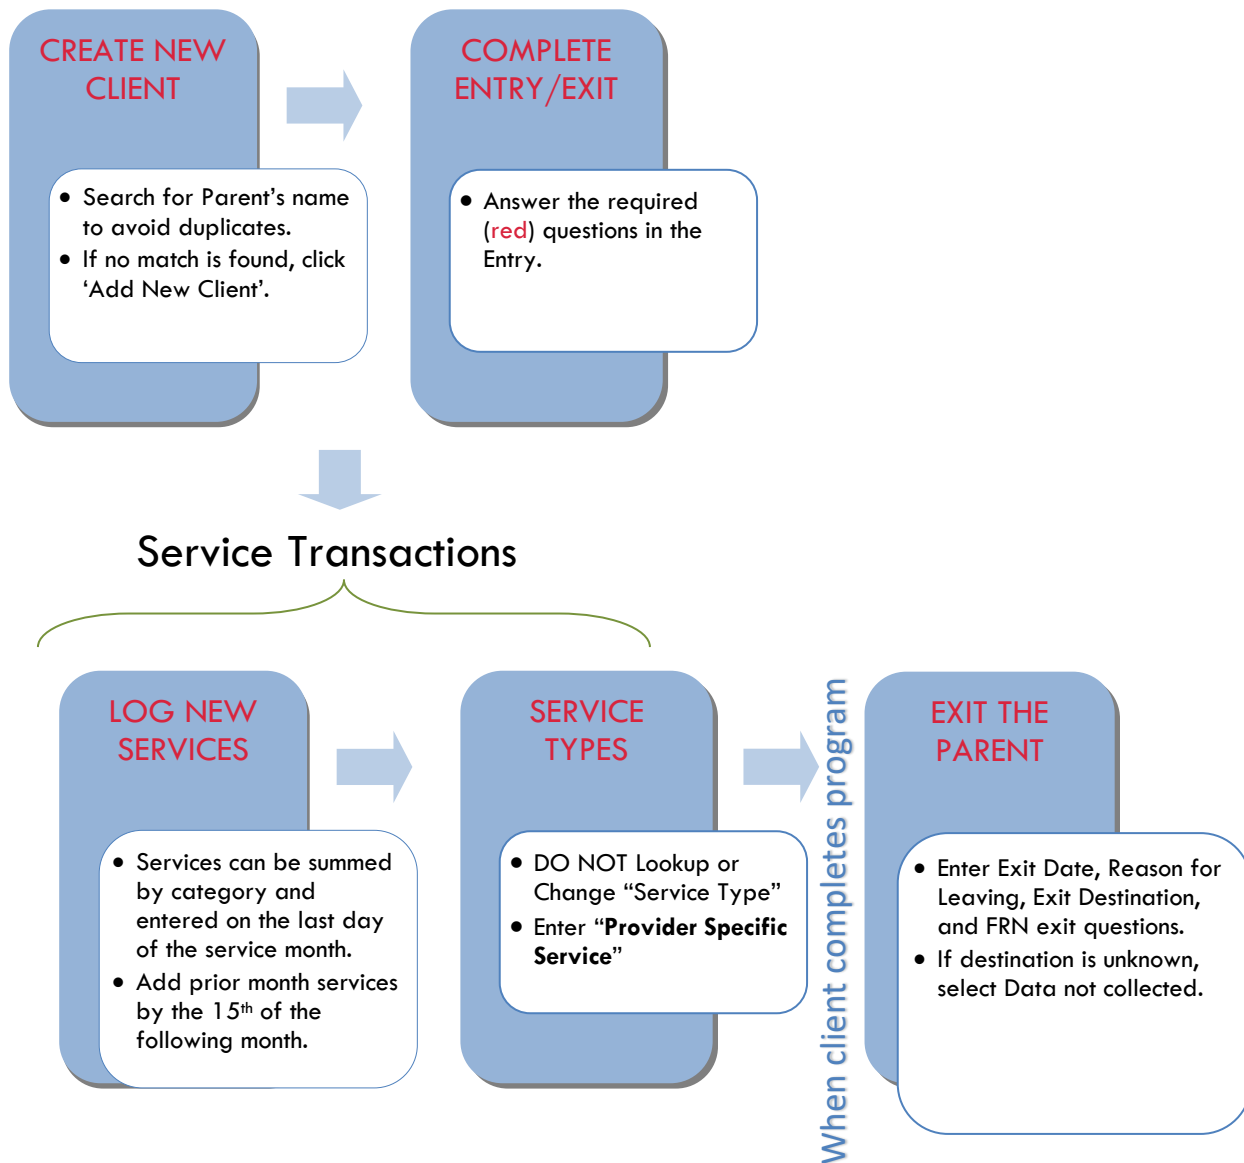 CREATE NEW
CLIENT
• Search for Parent’s name
to avoid duplicates.
• If no match is found, click
‘Add New Client’.
COMPLETE
ENTRY/EXIT
• Answer the required
(red) questions in the
Entry.
Service Transactions
LOG NEW
SERVICES
• Services can be summed
by category and
entered on the last day
of the service month.
• Add prior month services
by the 15th of the
following month.
SERVICE
TYPES
• DO NOT Lookup or
Change “Service Type”
• Enter “Provider Specific
Service”
When client completes program
EXIT THE
PARENT
• Enter Exit Date, Reason for
Leaving, Exit Destination,
and FRN exit questions.
• If destination is unknown,
select Data not collected.